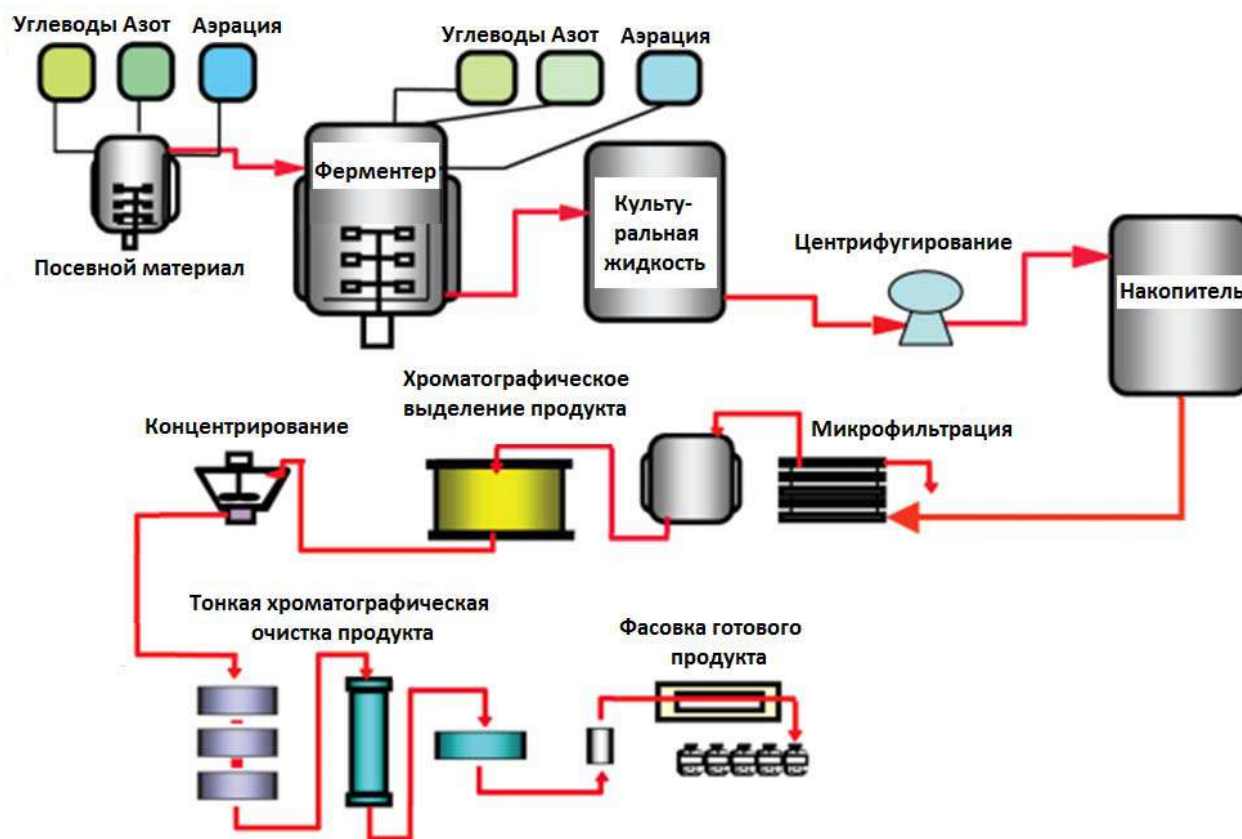 Углеводы Азот Аэрация
Углеводы Азот Аэрация
Ферментер
Посевной материал
Культу-
ральная
жидкость
Центрифугирование
Накопитель
Хроматографическое
выделение продукта
Концентрирование
Микрофильтрация
Тонкая хроматографическая
очистка продукта
Фасовка готового
продукта